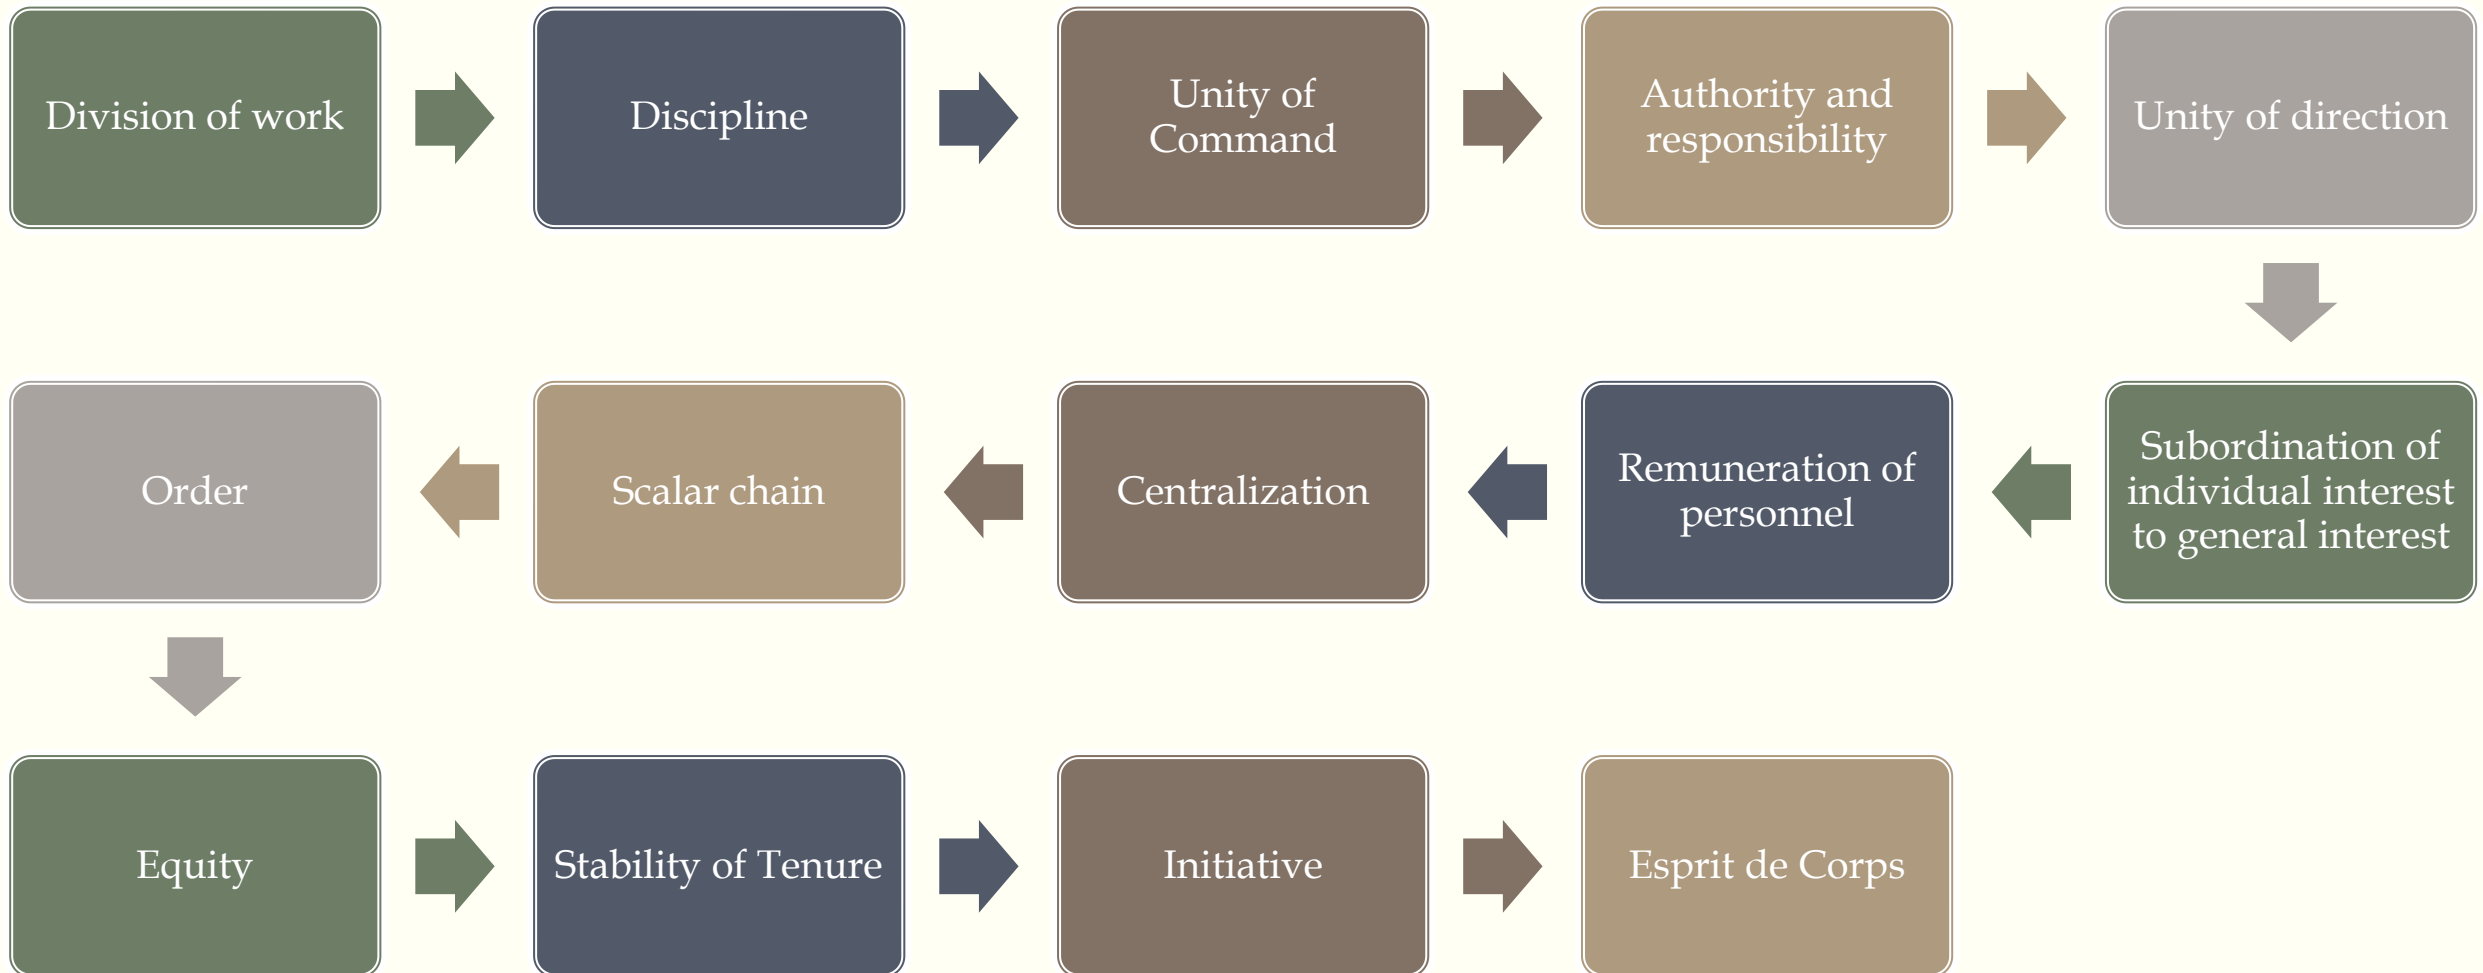 Division of work
Discipline
Unity of
Command
Authority and
responsibility
Unity of direction
Subordination of
individual interest
to general interest
Remuneration of
personnel
Centralization
Scalar chain
Order
Equity
Stability of Tenure
Initiative
Esprit de Corps